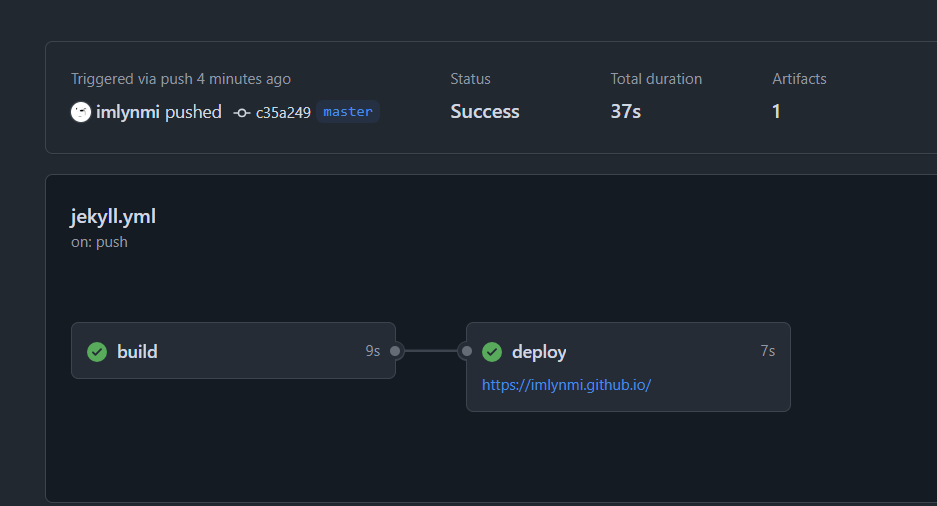 Triggered via push 4 minutes ago
imlynmi pushed c35a249 master
Status
Success
Total duration
37s
Artifacts
1
jekyll.yml
on: push
build 9s
deploy 7s
https://imlynmi.github.io/